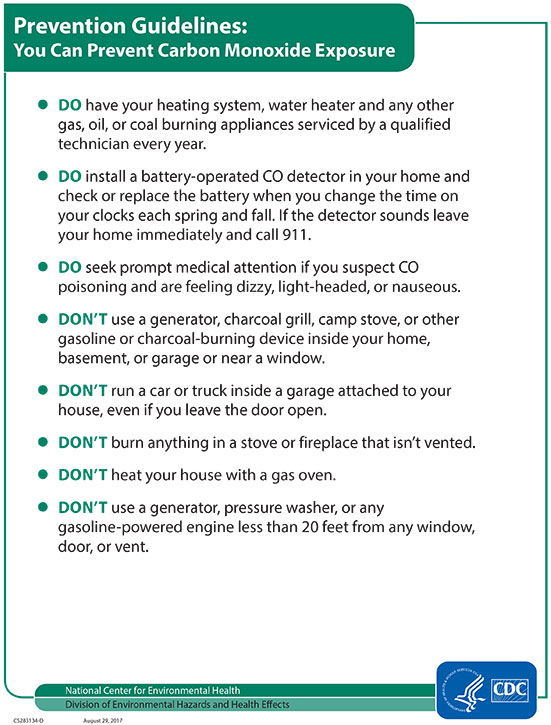 Prevention Guidelines:
You Can Prevent Carbon Monoxide Exposure
● DO have your heating system, water heater and any other
gas, oil, or coal burning appliances serviced by a qualified
technician every year.
● DO install a battery-operated CO detector in your home and
check or replace the battery when you change the time on
your clocks each spring and fall. If the detector sounds leave
your home immediately and call 911.
● DO seek prompt medical attention if you suspect CO
poisoning and are feeling dizzy, light-headed, or nauseous.
● DON’T use a generator, charcoal grill, camp stove, or other
gasoline or charcoal-burning device inside your home,
basement, or garage or near a window.
● DON’T run a car or truck inside a garage attached to your
house, even if you leave the door open.
● DON’T burn anything in a stove or fireplace that isn’t vented.
● DON’T heat your house with a gas oven.
● DON’T use a generator, pressure washer, or any
gasoline-powered engine less than 20 feet from any window,
door, or vent.
National Center for Environmental Health
Division of Environmental Hazards and Health Effects
CS283134-D August 29, 2017
CDC